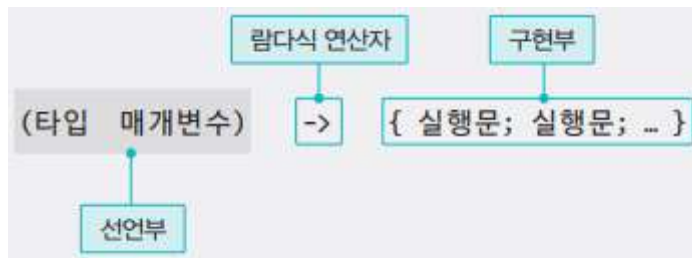 람다식 연산자 구현부
(타입 매개변수) -> { 실행문; 실행문; … }
선언부